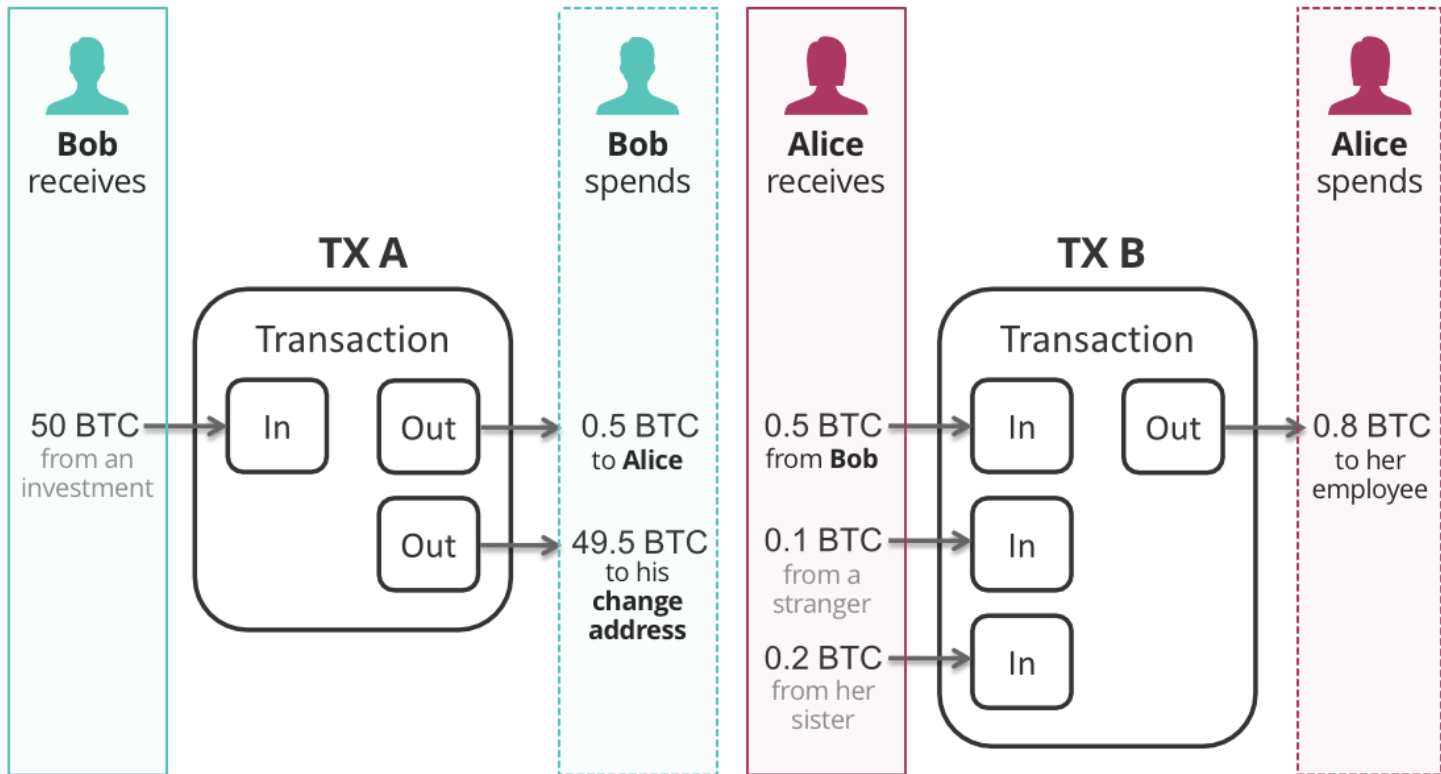 Bob
receives
Bob
spends
Alice
receives
Alice
spends
TX A
Transaction
50 BTC
from an
investment
In
Out
0.5 BTC
to Alice
Out
49.5 BTC
to his
change
address
TX B
Transaction
0.5 BTC
from Bob
In
Out
0.8 BTC
to her
employee
0.1 BTC
from a
stranger
In
0.2 BTC
from her
sister
In